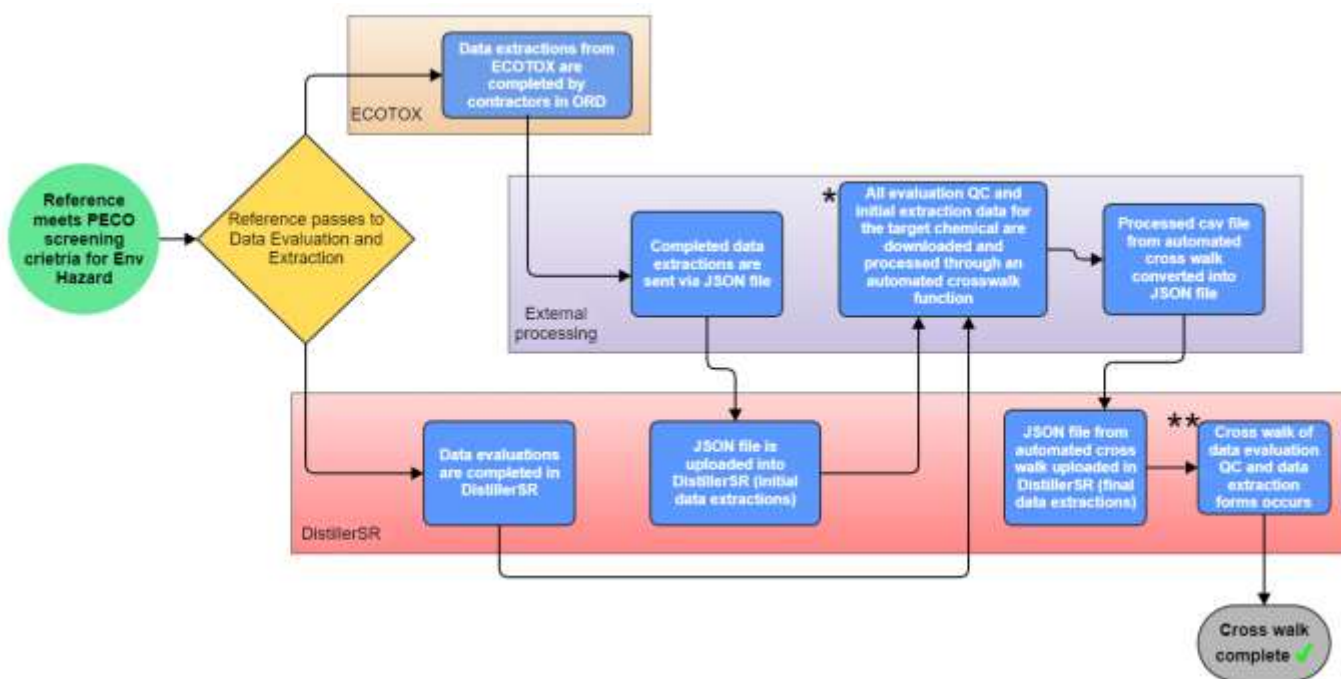 Data extractions from
ECOTOX are
completed by
contractors in ORD
ECOTOX
Reference
meets PECO
screening
crietria for Env
Hazard
Reference passes to
Data Evaluation and
Extraction
Completed data
extractions are
sent via JSON file
*
All evaluation QC and
initial extraction data for
the target chemical are
downloaded and
processed through an
automated crosswalk
function
Processed csv file
from automated
cross walk
converted into
JSON file
External
processing
Data evaluations
are completed in
DistillerSR
JSON file is
uploaded into
DistillerSR (initial
data extractions)
JSON file from
automated cross
walk uploaded in
DistillerSR (final
data extractions)
**
Cross walk of
data evaluation
QC and data
extraction
forms occurs
DistillerSR
Cross walk
complete ✓